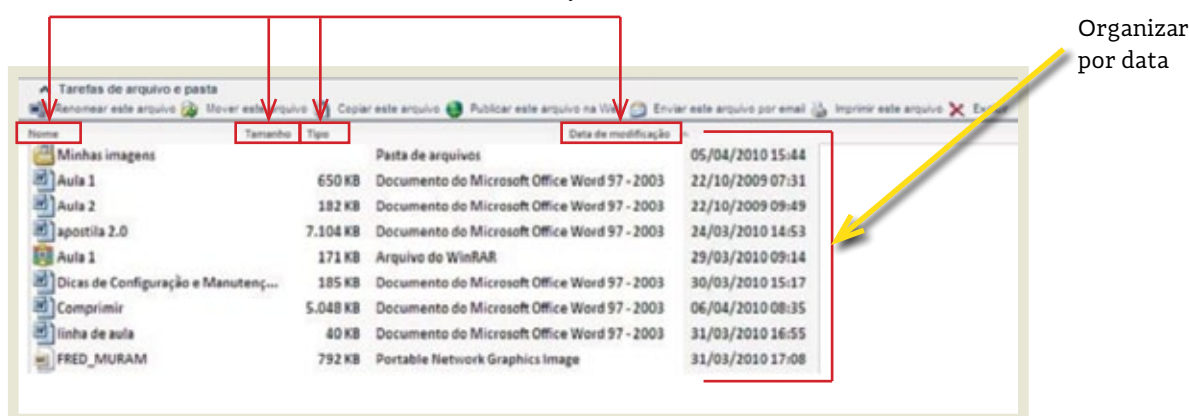 Organizar
por data
Tarefas de arquivo e pasta
Renomear este arquivo Mover este arquivo Copiar este arquivo Publicar este arquivo na Web Enviar este arquivo por email Imprimir este arquivo
Nome Tamanho Tipo Data de modificação
Minhas imagens Pasta de arquivos 05/04/2010 15:44
Aula 1 650 KB Documento do Microsoft Office Word 97 - 2003 22/10/2009 07:31
Aula 2 182 KB Documento do Microsoft Office Word 97 - 2003 22/10/2009 09:49
apostila 2.0 7.104 KB Documento do Microsoft Office Word 97 - 2003 24/03/2010 14:53
Aula 1 171 KB Arquivo do WinRAR 29/03/2010 09:14
Dicas de Configuração e Manutenç... 185 KB Documento do Microsoft Office Word 97 - 2003 30/03/2010 15:17
Comprimir 5.048 KB Documento do Microsoft Office Word 97 - 2003 06/04/2010 08:35
linha de aula 40 KB Documento do Microsoft Office Word 97 - 2003 31/03/2010 16:55
FRED_MURAM 792 KB Portable Network Graphics Image 31/03/2010 17:08